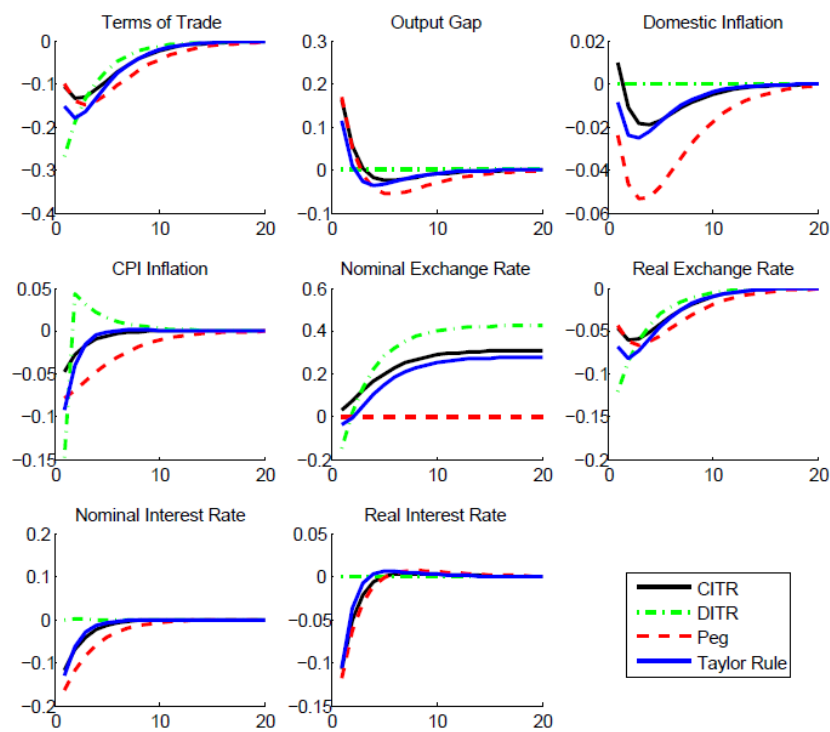 Terms of Trade
0
−0.1
−0.2
−0.3
−0.4
0 10 20
Output Gap
0.3
0.2
0.1
0
−0.1
0 10 20
Domestic Inflation
0.02
0
−0.02
−0.04
−0.06
0 10 20
CPI Inflation
0.05
0
−0.05
−0.1
−0.15
0 10 20
Nominal Exchange Rate
0.6
0.4
0.2
0
−0.2
0 10 20
Real Exchange Rate
0
−0.05
−0.1
−0.15
−0.2
0 10 20
Nominal Interest Rate
0.2
0.1
0
−0.1
−0.2
0 10 20
Real Interest Rate
0.05
0
−0.05
−0.1
−0.15
0 10 20
CITR
DITR
Peg
Taylor Rule